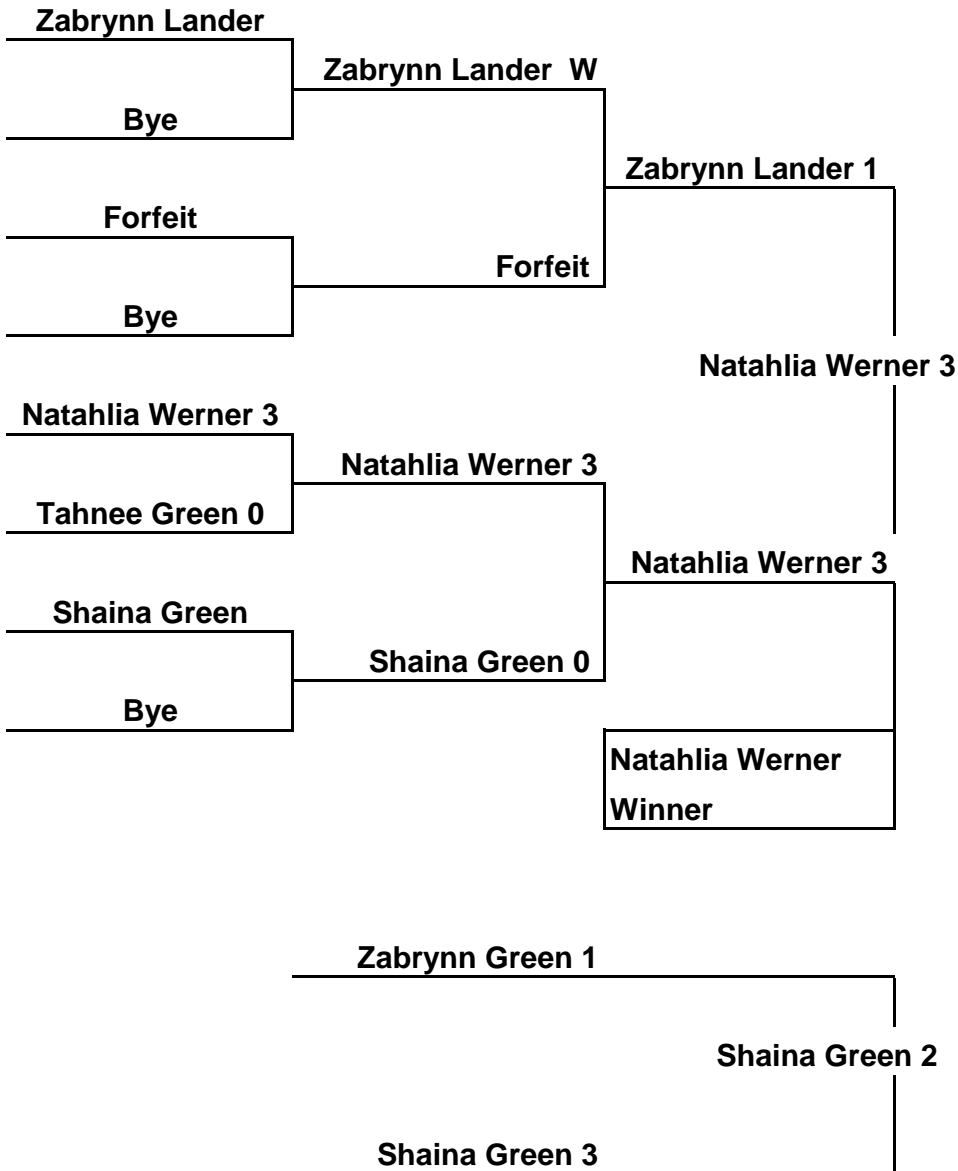 Zabrynn Lander
Zabrynn Lander  W
Bye
Zabrynn Lander 1
Forfeit
Forfeit
Bye
Natahlia Werner 3
Natahlia Werner 3
Natahlia Werner 3
Tahnee Green 0
Natahlia Werner 3
Shaina Green
Shaina Green 0
Bye
Natahlia Werner
Winner
Zabrynn Green 1
Shaina Green 2
Shaina Green 3